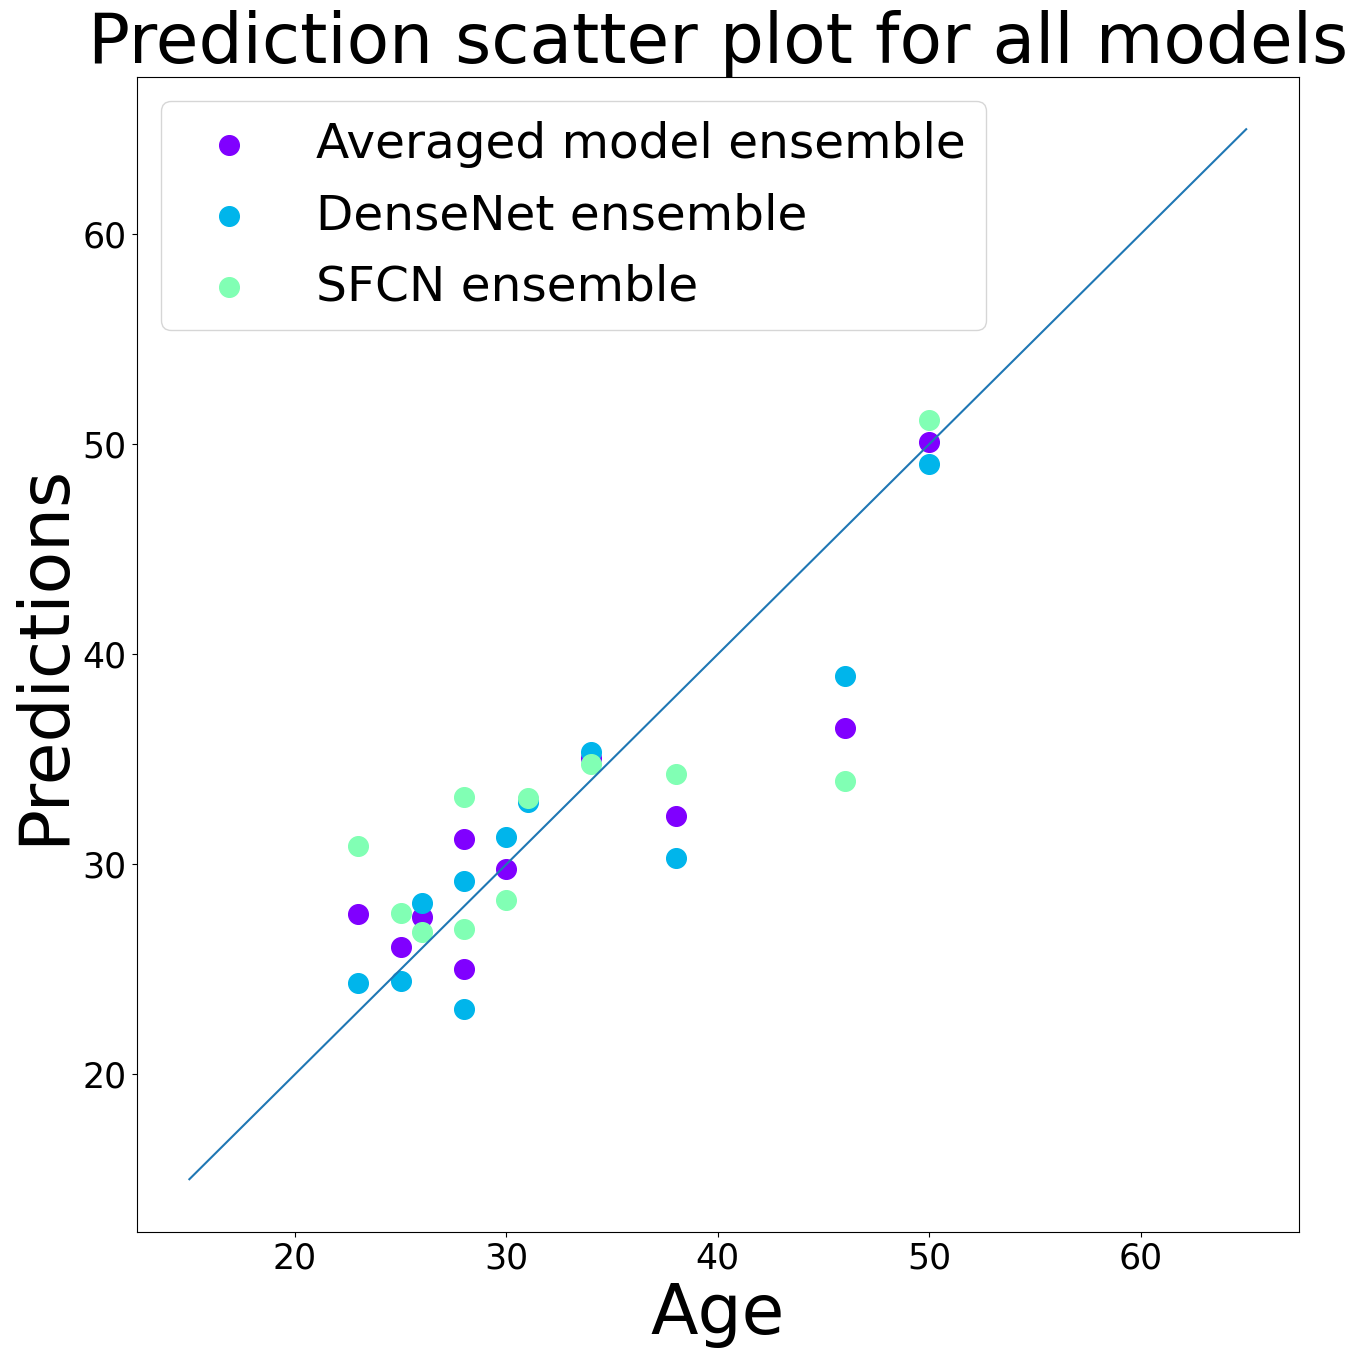 Prediction scatter plot for all models
Averaged model ensemble
DenseNet ensemble
SFCN ensemble
60
50
40
30
20
Predictions
20 30 40 50 60
Age